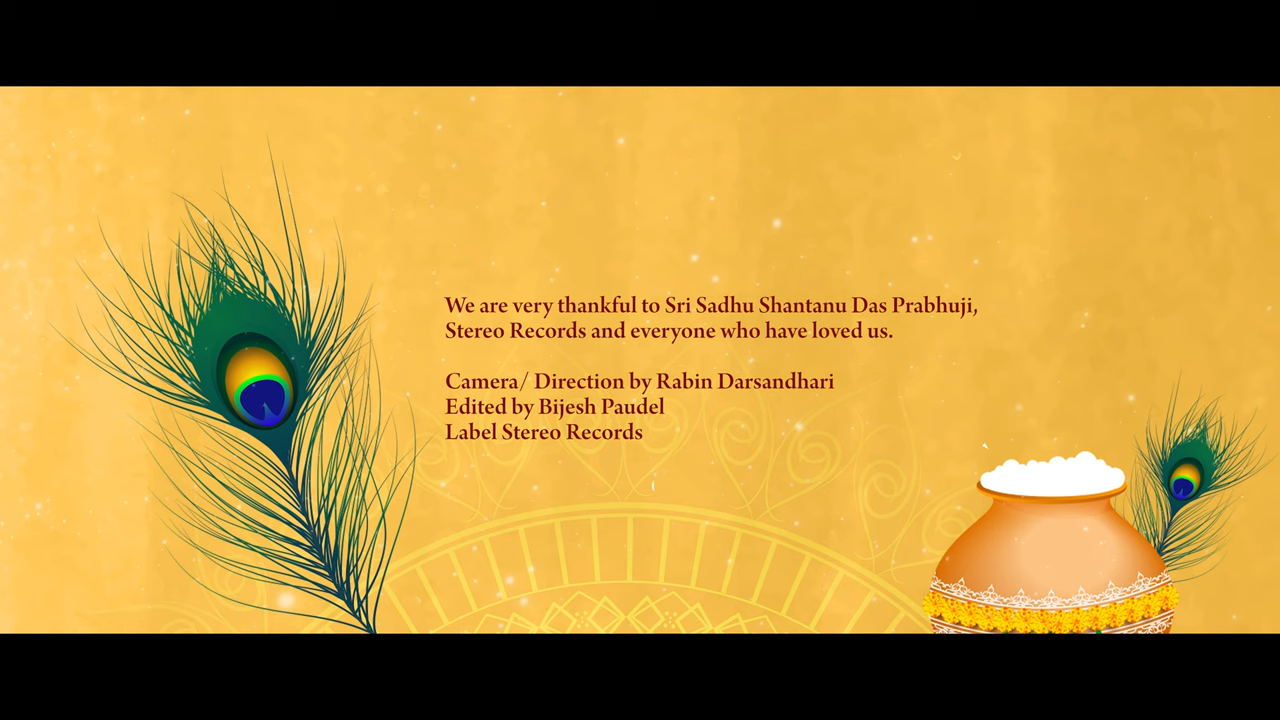 We are very thankful to Sri Sadhu Shantanu Das Prabhuji,
Stereo Records and everyone who have loved us.
Camera/ Direction by Rabin Darsandhari
Edited by Bijesh Paudel
Label Stereo Records